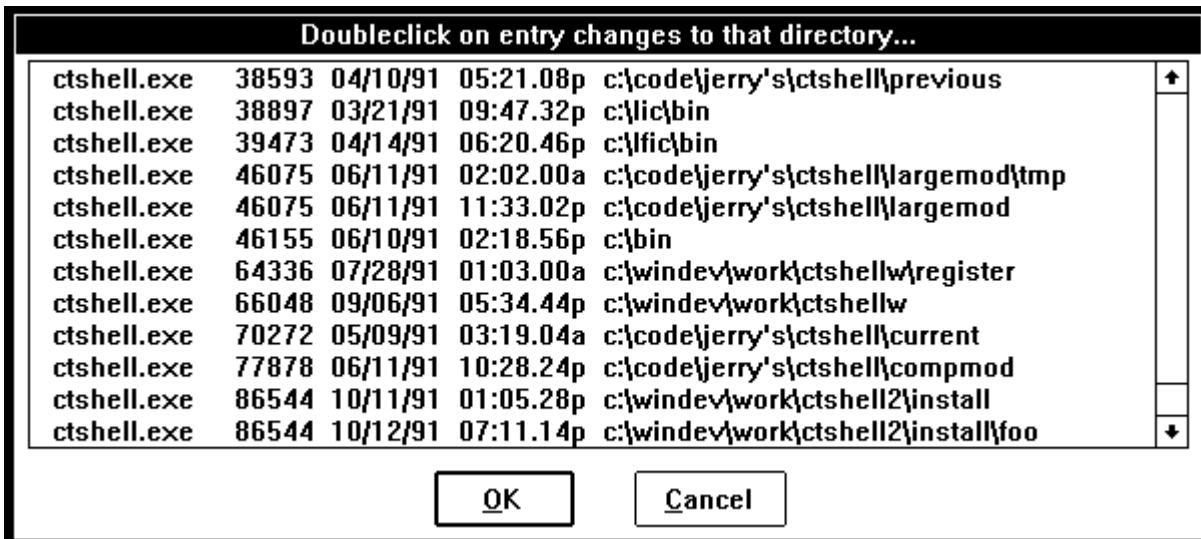 Doubleclick on entry changes to that directory...
ctshell.exe 38593 04/10/91 05:21.08p c:\code\jerry's\ctshell\previous
ctshell.exe 38897 03/21/91 09:47.32p c:\lic\bin
ctshell.exe 39473 04/14/91 06:20.46p c:\lfic\bin
ctshell.exe 46075 06/11/91 02:02.00a c:\code\jerry's\ctshell\largemod\tmp
ctshell.exe 46075 06/11/91 11:33.02p c:\code\jerry's\ctshell\largemod
ctshell.exe 46155 06/10/91 02:18.56p c:\bin
ctshell.exe 64336 07/28/91 01:03.00a c:\windev\work\ctshellw\register
ctshell.exe 66048 09/06/91 05:34.44p c:\windev\work\ctshellw
ctshell.exe 70272 05/09/91 03:19.04a c:\code\jerry's\ctshell\current
ctshell.exe 77878 06/11/91 10:28.24p c:\code\jerry's\ctshell\compmod
ctshell.exe 86544 10/11/91 01:05.28p c:\windev\work\ctshell2\install
ctshell.exe 86544 10/12/91 07:11.14p c:\windev\work\ctshell2\install\foo
OK Cancel